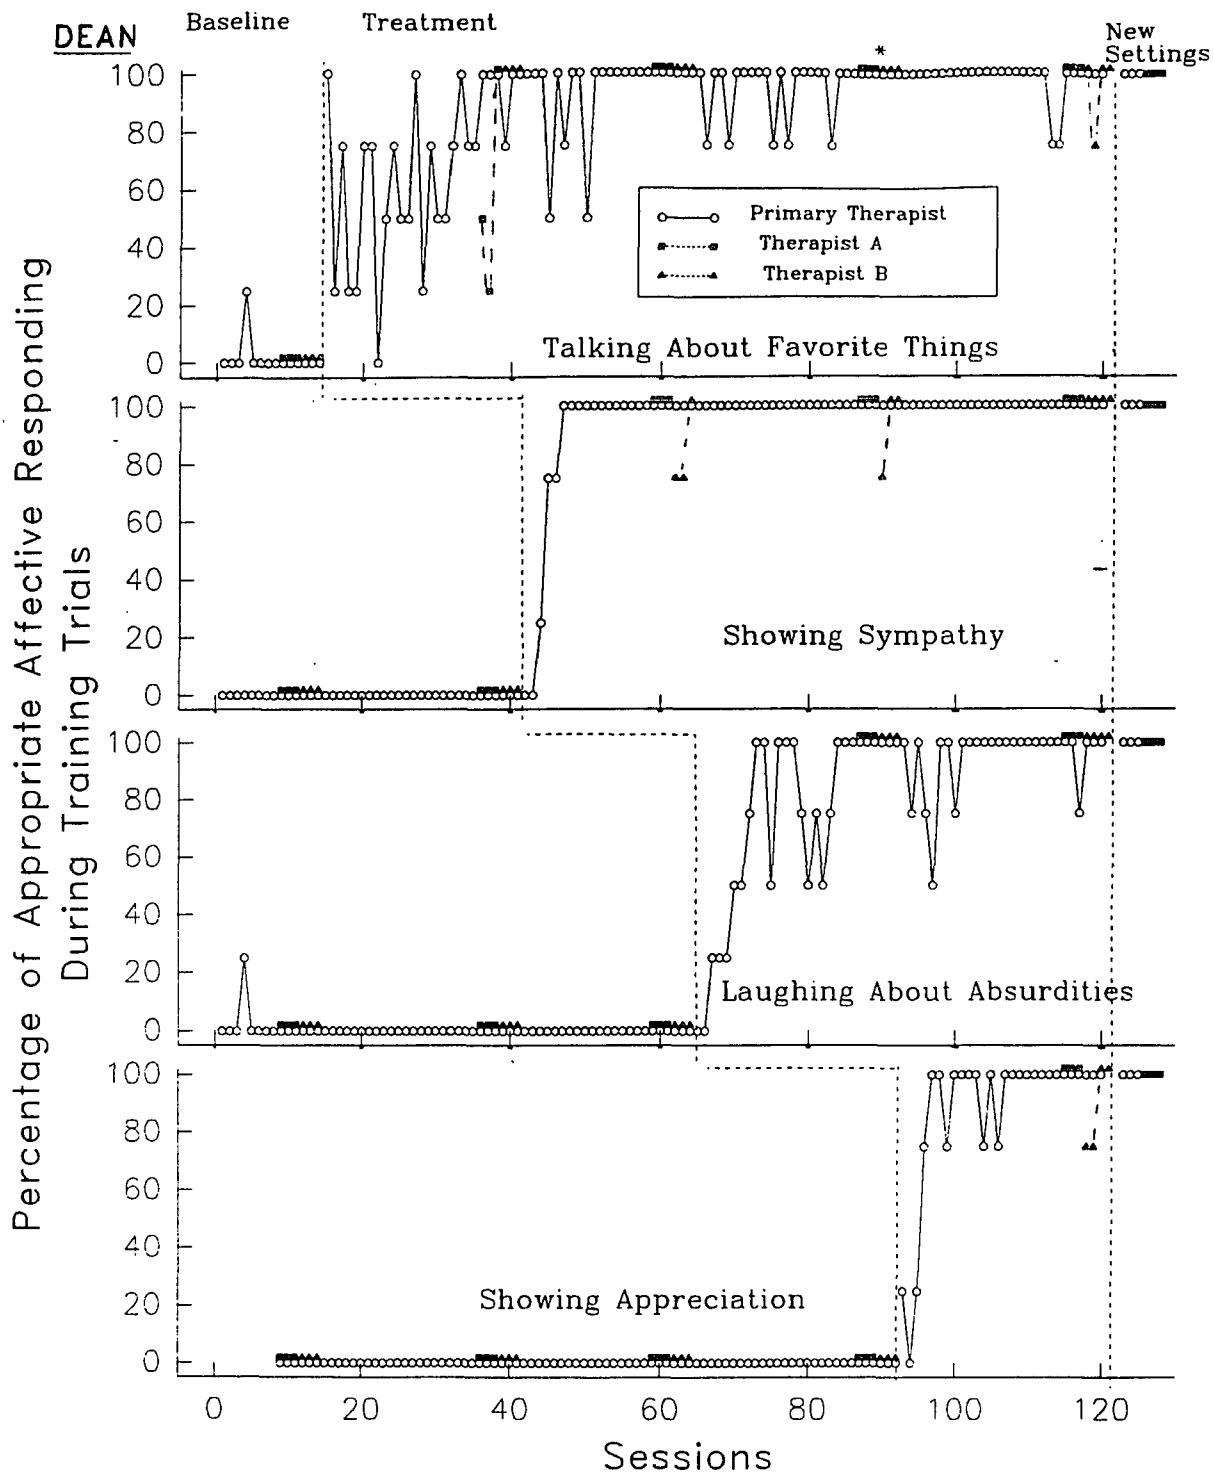 DEAN
Baseline
Treatment
*
New
Settings
Percentage of Appropriate Affective Responding
During Training Trials
100
80
60
40
20
0
Primary Therapist
Therapist A
Therapist B
Talking About Favorite Things
100
80
60
40
20
0
Showing Sympathy
100
80
60
40
20
0
Laughing About Absurdities
100
80
60
40
20
0
Showing Appreciation
0 20 40 60 80 100 120
Sessions